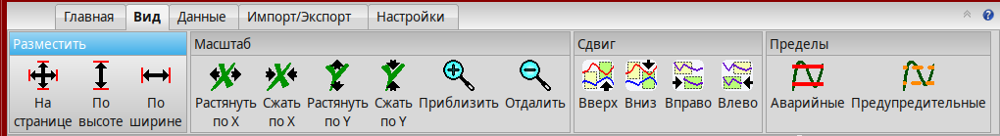 Главная Вид Данные Импорт/Экспорт Настройки
Разместить Масштаб Сдвиг Пределы
На странице По высоте По ширине Растянуть по X Сжать по X Растянуть по Y Сжать по Y Приблизить Отдалить Вверх Вниз Вправо Влево Аварийные Предупредительные